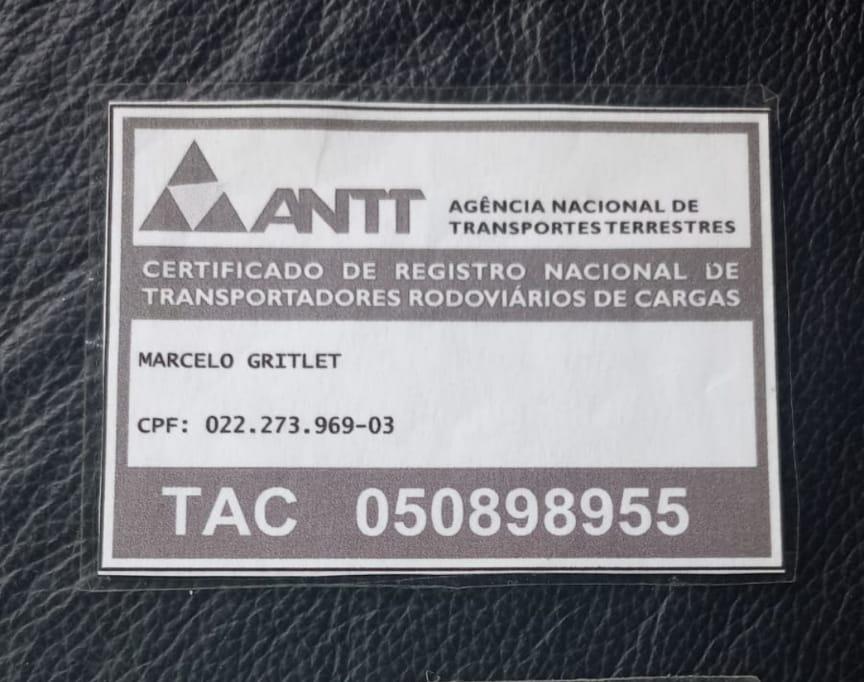 ANTT
AGÊNCIA NACIONAL DE
TRANSPORTES TERRESTRES
CERTIFICADO DE REGISTRO NACIONAL DE
TRANSPORTADORES RODOVIÁRIOS DE CARGAS
MARCELO GRITLET
CPF: 022.273.969-03
TAC 050898955